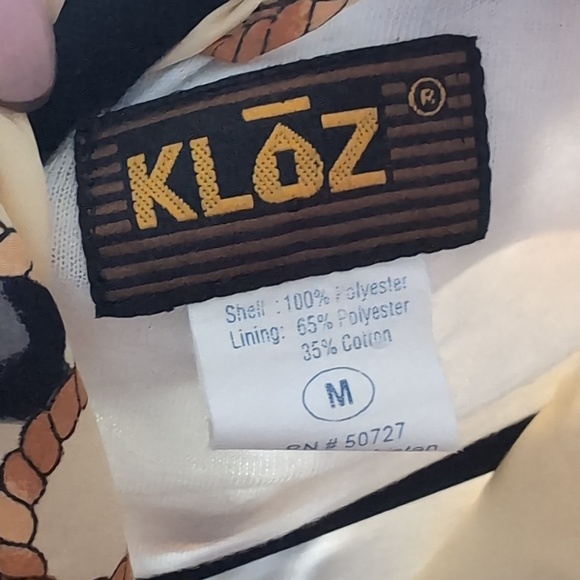 KLŌZ ®
Shell : 100% Polyester
Lining: 65% Polyester
35% Cotton
M
RN # 50727